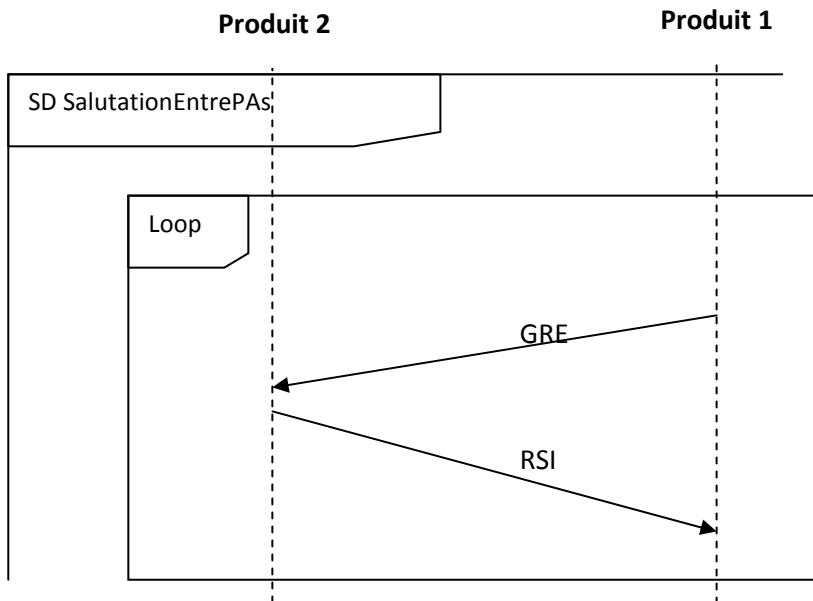 Produit 2
Produit 1
SD SalutationEntrePAs
Loop
GRE
RSI